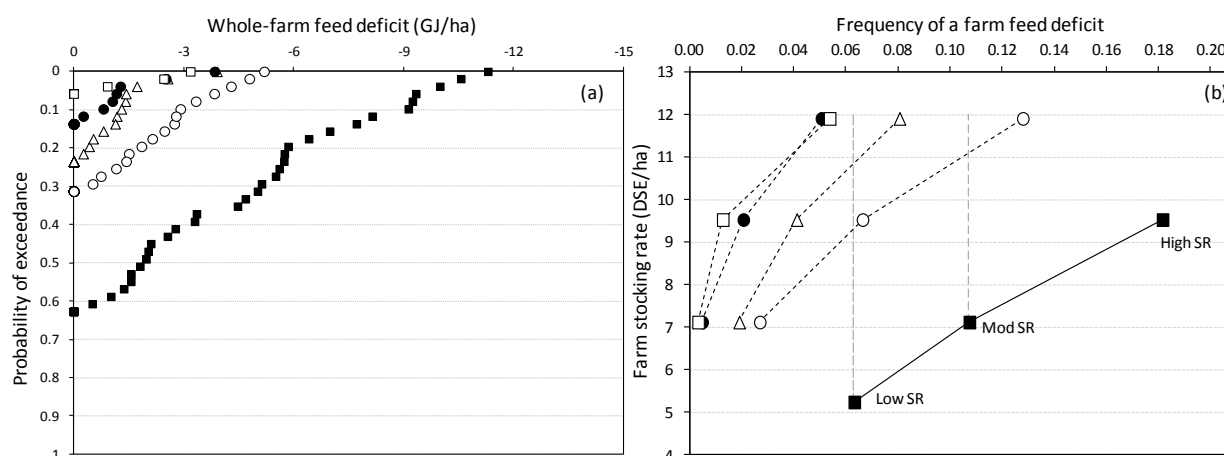 Whole-farm feed deficit (GJ/ha)
0 -3 -6 -9 -12 -15
Probability of exceedance
0
0.1
0.2
0.3
0.4
0.5
0.6
0.7
0.8
0.9
1
(a)
Frequency of a farm feed deficit
0.00 0.02 0.04 0.06 0.08 0.10 0.12 0.14 0.16 0.18 0.20
Farm stocking rate (DSE/ha)
13
12
11
10
9
8
7
6
5
4
(b)
High SR
Mod SR
Low SR